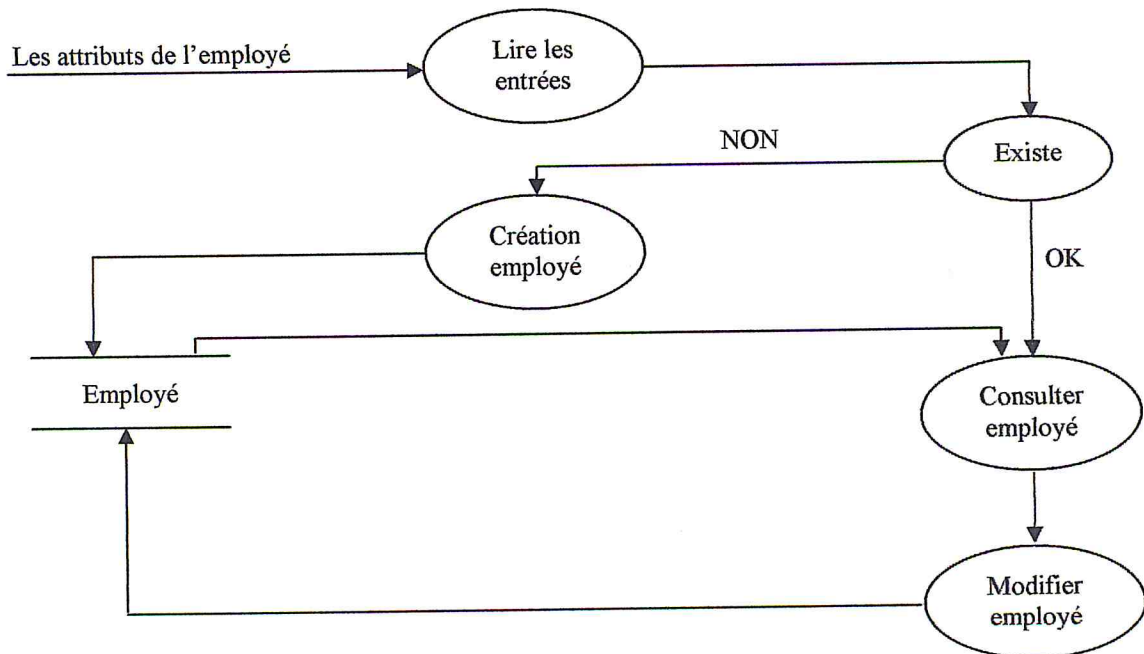 Les attributs de l'employé
Lire les
entrées
NON
Existe
Création
employé
OK
Employé
Consulter
employé
Modifier
employé